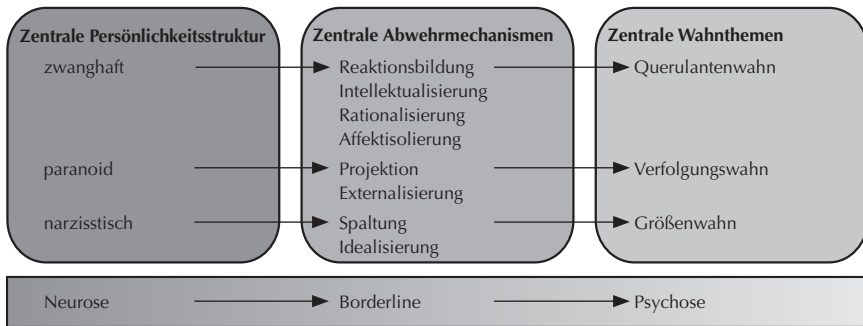 Zentrale Persönlichkeitsstruktur
zwanghaft
paranoid
narzisstisch
Zentrale Abwehrmechanismen
Reaktionsbildung
Intellektualisierung
Rationalisierung
Affektisolierung
Projektion
Externalisierung
Spaltung
Idealisierung
Zentrale Wahnthemen
Querulantenwahn
Verfolgungswahn
Größenwahn
Neurose
Borderline
Psychose